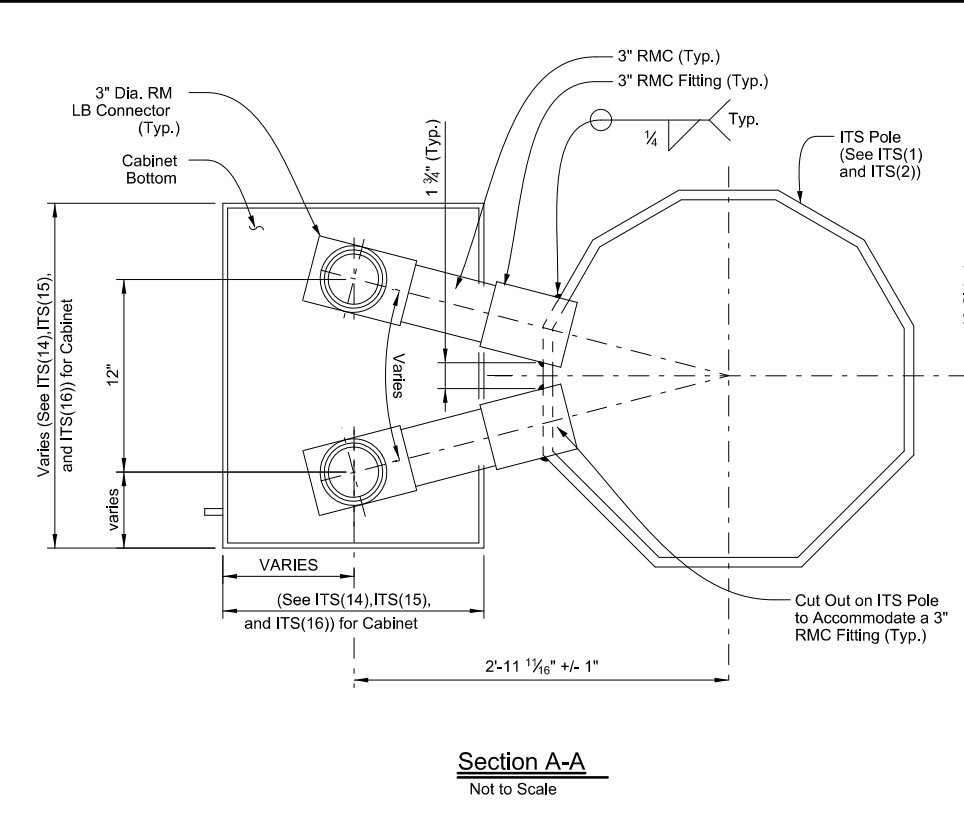 3" RMC (Typ.)
3" RMC Fitting (Typ.)
3" Dia. RM
LB Connector
(Typ.)
Cabinet
Bottom
1 ¾" (Typ.)
¼
Typ.
ITS Pole
(See ITS(1)
and ITS(2))
Varies (See ITS(14),ITS(15),
and ITS(16)) for Cabinet
12"
varies
Varies
VARIES
(See ITS(14),ITS(15),
and ITS(16)) for Cabinet
Cut Out on ITS Pole
to Accommodate a 3"
RMC Fitting (Typ.)
2'-11 11/16" +/- 1"
Section A-A
Not to Scale